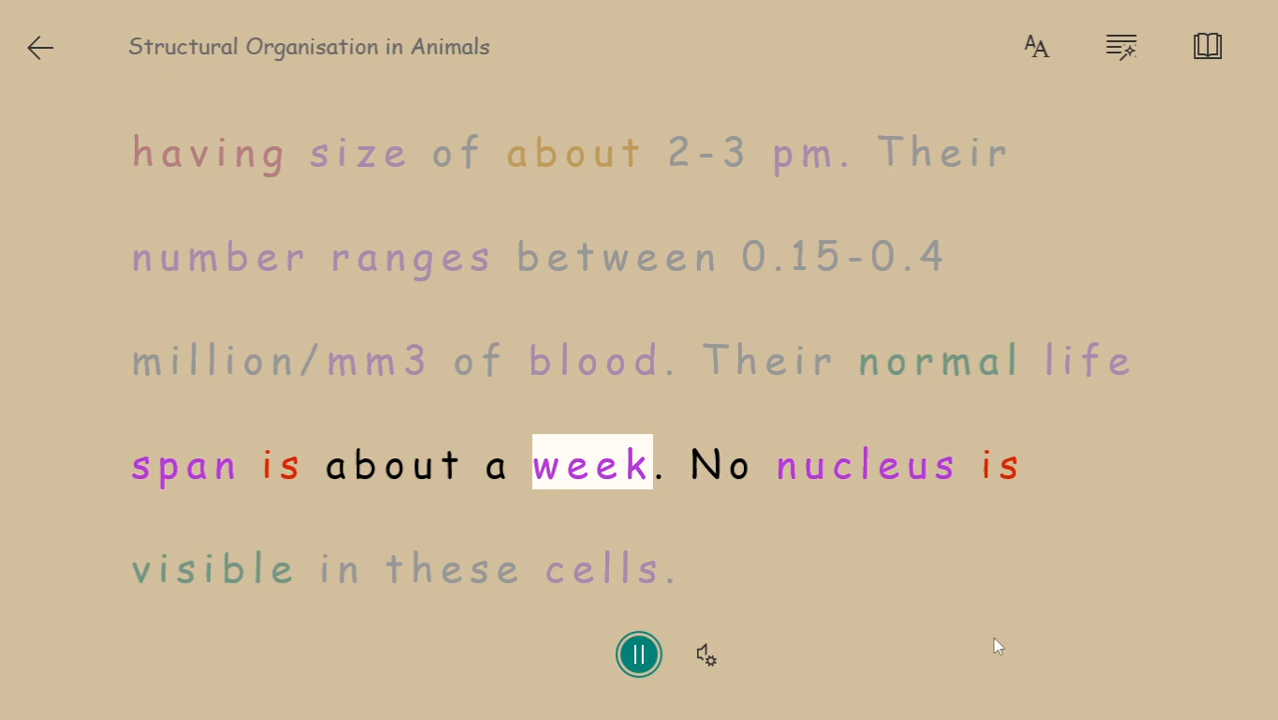 Structural Organisation in Animals
having size of about 2-3 pm. Their
number ranges between 0.15-0.4
million/mm3 of blood. Their normal life
span is about a week. No nucleus is
visible in these cells.